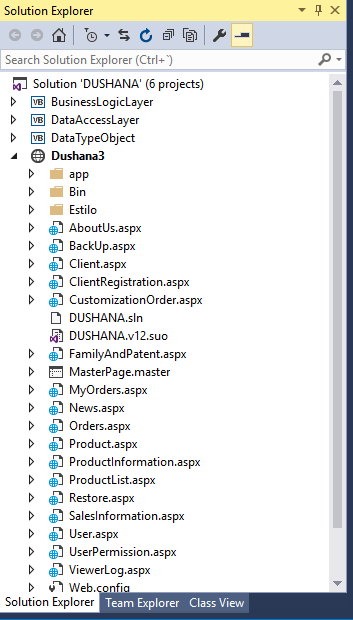 Solution Explorer
Search Solution Explorer (Ctrl+`)
Solution 'DUSHANA' (6 projects)
VB BusinessLogicLayer
VB DataAccessLayer
VB DataTypeObject
Dushana3
app
Bin
Estilo
AboutUs.aspx
BackUp.aspx
Client.aspx
ClientRegistration.aspx
CustomizationOrder.aspx
DUSHANA.sln
DUSHANA.v12.suo
FamilyAndPatent.aspx
MasterPage.master
MyOrders.aspx
News.aspx
Orders.aspx
Product.aspx
ProductInformation.aspx
ProductList.aspx
Restore.aspx
SalesInformation.aspx
User.aspx
UserPermission.aspx
ViewerLog.aspx
Web.config
Solution Explorer Team Explorer Class View